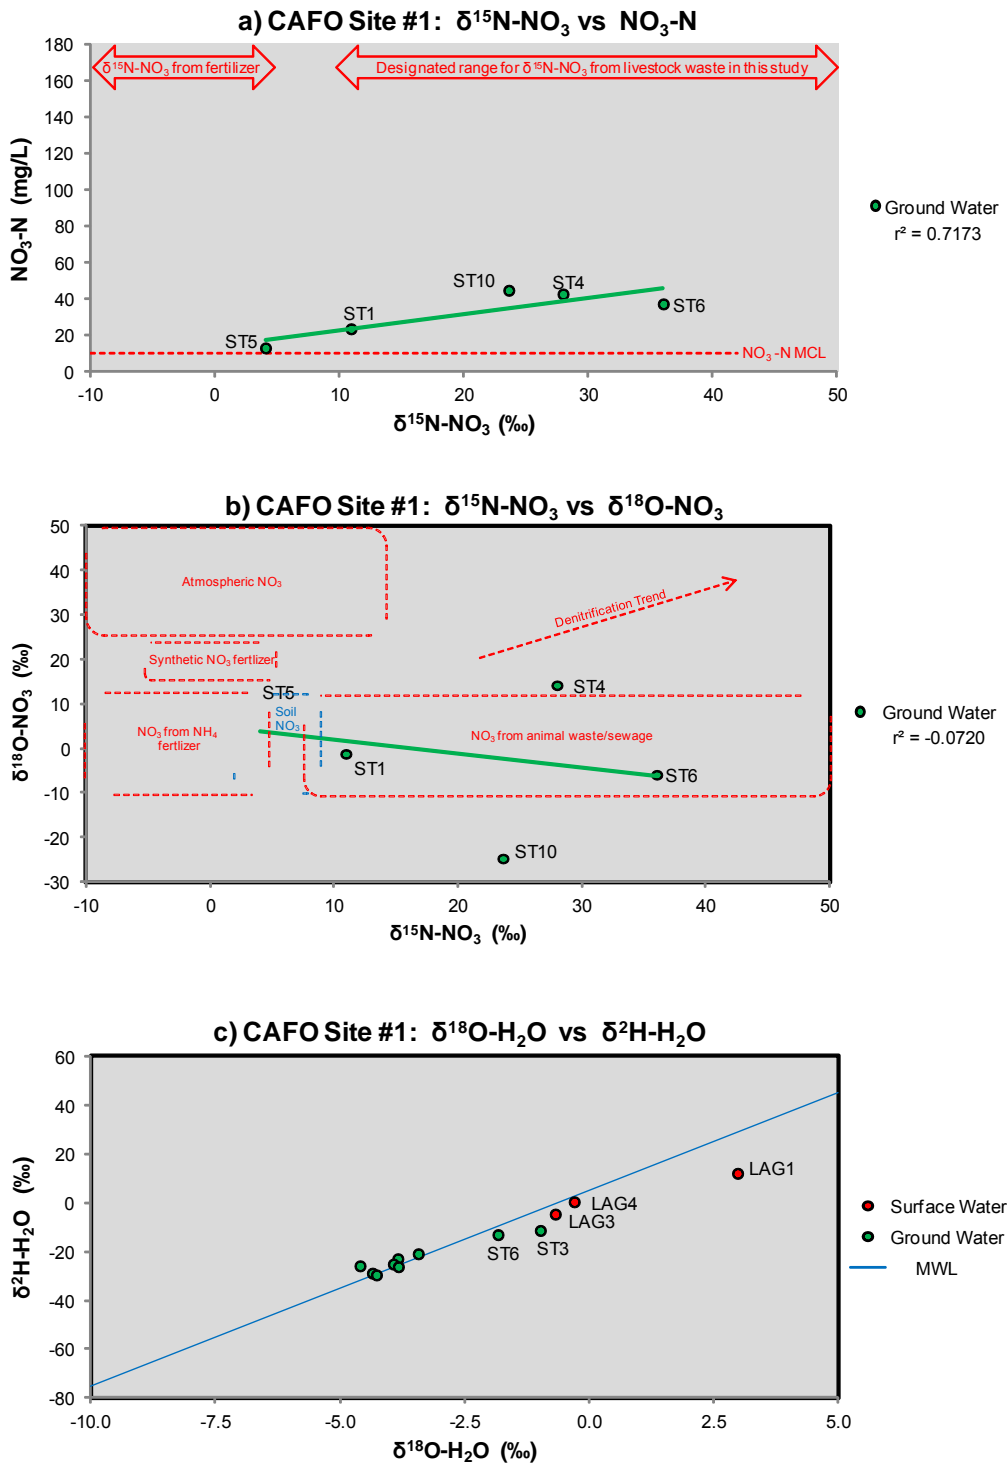 a) CAFO Site #1: δ¹⁵N-NO₃ vs NO₃-N
180
160
140
120
100
80
60
40
20
0
NO₃-N (mg/L)
δ¹⁵N-NO₃ from fertilizer
Designated range for δ¹⁵N-NO₃ from livestock waste in this study
ST5
ST1
ST10
ST4
ST6
NO₃-N MCL
-10
0
10
20
30
40
50
δ¹⁵N-NO₃ (‰)
Ground Water
r² = 0.7173
b) CAFO Site #1: δ¹⁵N-NO₃ vs δ¹⁸O-NO₃
50
40
30
20
10
0
-10
-20
-30
δ¹⁸O-NO₃ (‰)
Atmospheric NO₃
Denitrification Trend
Synthetic NO₃ fertlizer
ST5
ST4
Soil
NO₃
NO₃ from NH₄
fertlizer
NO₃ from animal waste/sewage
ST1
ST6
ST10
-10
0
10
20
30
40
50
δ¹⁵N-NO₃ (‰)
Ground Water
r² = -0.0720
c) CAFO Site #1: δ¹⁸O-H₂O vs δ²H-H₂O
60
40
20
0
-20
-40
-60
-80
δ²H-H₂O (‰)
LAG1
LAG4
LAG3
ST6
ST3
-10.0
-7.5
-5.0
-2.5
0.0
2.5
5.0
δ¹⁸O-H₂O (‰)
Surface Water
Ground Water
MWL